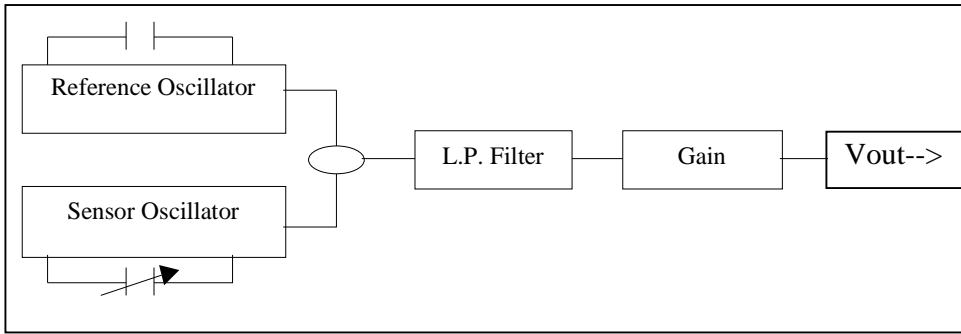 Reference Oscillator
L.P. Filter
Gain
Vout-->
Sensor Oscillator